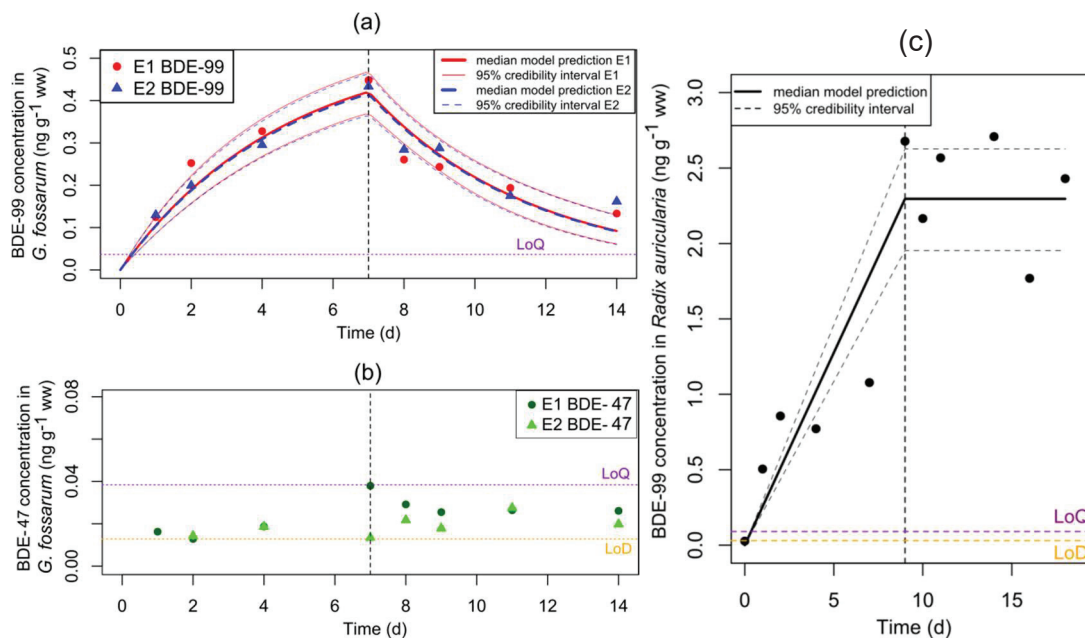 (a)
BDE-99 concentration in
G. fossarum (ng g-1 ww)
0.0 0.1 0.2 0.3 0.4 0.5
E1 BDE-99
E2 BDE-99
median model prediction E1
95% credibility interval E1
median model prediction E2
95% credibility interval E2
LoQ
0 2 4 6 8 10 12 14
Time (d)
(b)
BDE-47 concentration in
G. fossarum (ng g-1 ww)
0.00 0.04 0.08
E1 BDE- 47
E2 BDE- 47
LoQ
LoD
0 2 4 6 8 10 12 14
Time (d)
(c)
BDE-99 concentration in Radix auricularia (ng g-1 ww)
0.0 0.5 1.0 1.5 2.0 2.5 3.0
median model prediction
95% credibility interval
LoQ
LoD
0 5 10 15
Time (d)